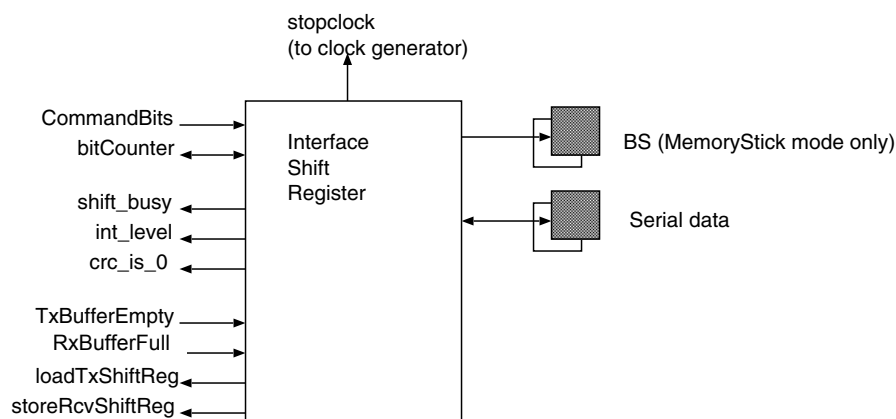 stopclock
(to clock generator)
CommandBits
bitCounter
Interface
Shift
Register
BS (MemoryStick mode only)
shift_busy
int_level
crc_is_0
Serial data
TxBufferEmpty
RxBufferFull
loadTxShiftReg
storeRcvShiftReg